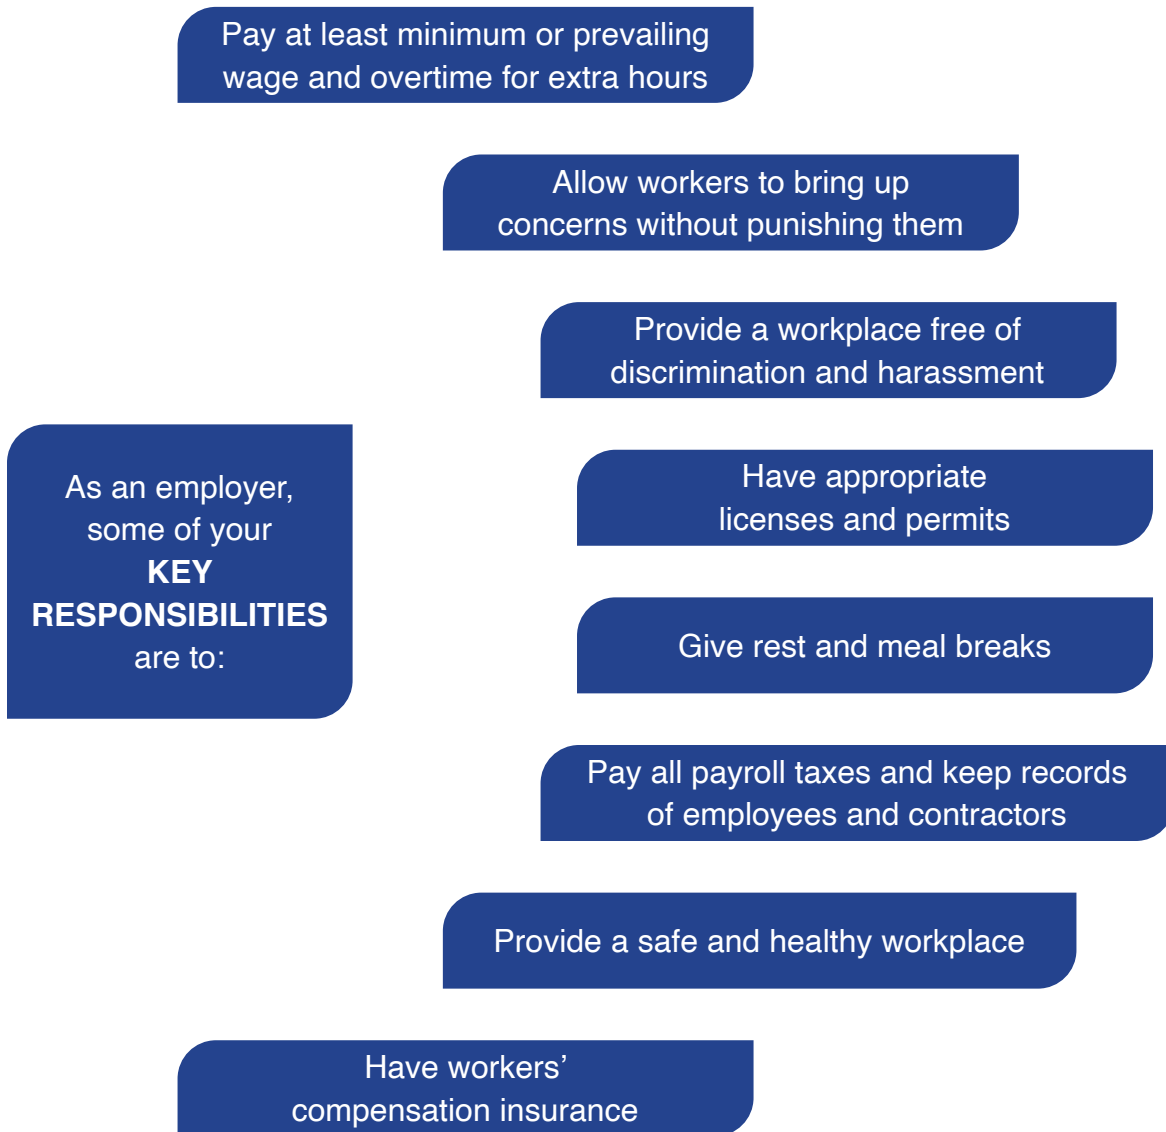 Pay at least minimum or prevailing
wage and overtime for extra hours
Allow workers to bring up
concerns without punishing them
Provide a workplace free of
discrimination and harassment
As an employer,
some of your
KEY
RESPONSIBILITIES
are to:
Have appropriate
licenses and permits
Give rest and meal breaks
Pay all payroll taxes and keep records
of employees and contractors
Provide a safe and healthy workplace
Have workers’
compensation insurance